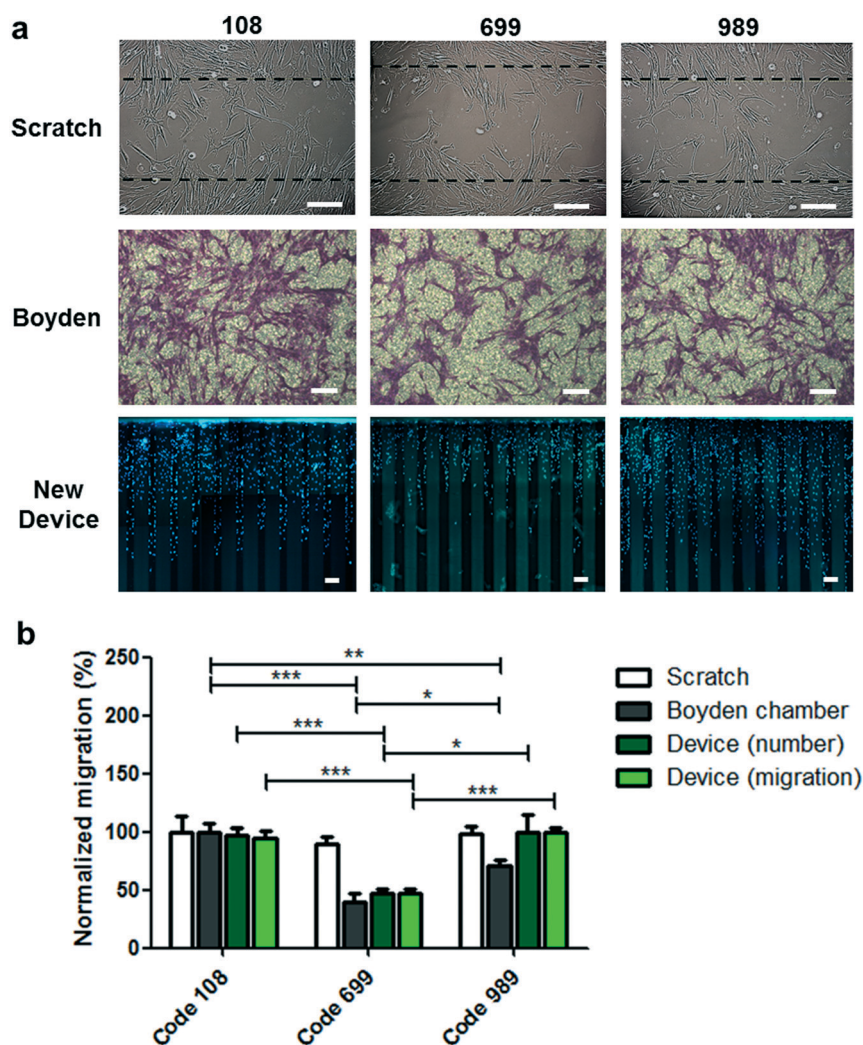 a
108 699 989
Scratch
Boyden
New
Device
b
Normalized migration (%)
250
200
150
100
50
0
**
***
*
***
*
***
***
Code 108
Code 699
Code 989
Scratch
Boyden chamber
Device (number)
Device (migration)